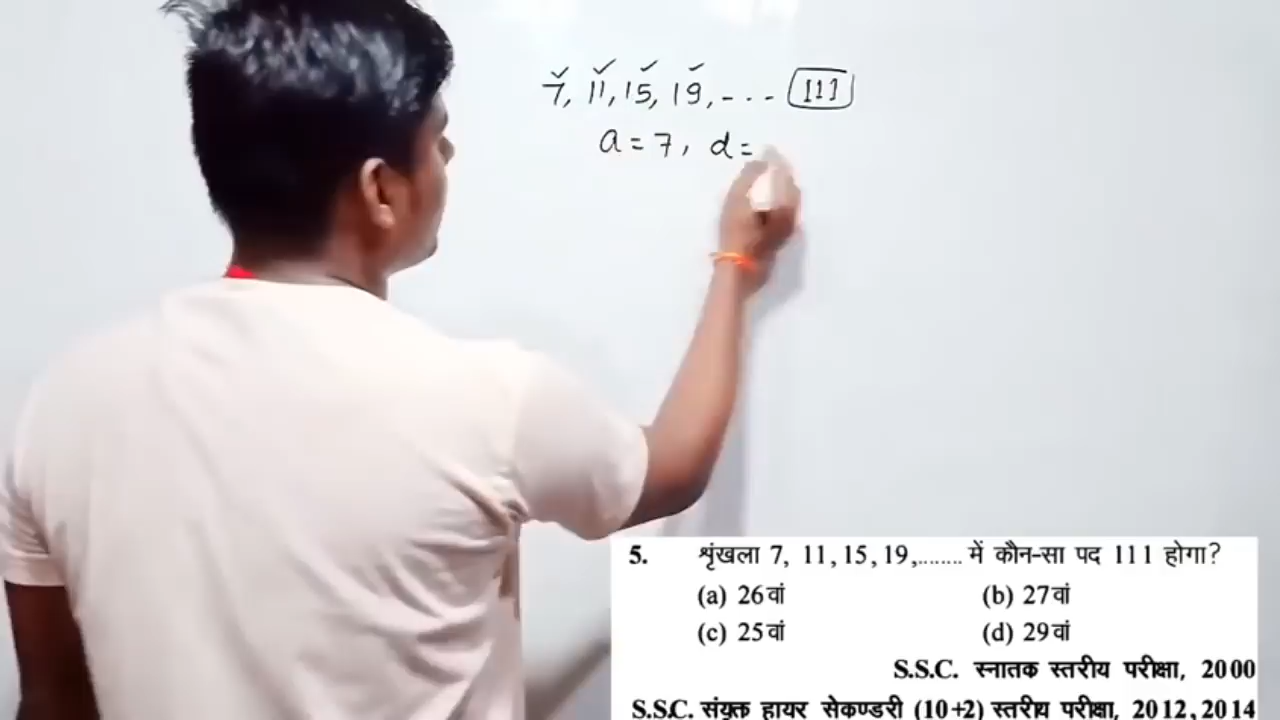 7, 11, 15, 19, - - - 111
a = 7, d =
5. शृंखला 7, 11, 15, 19,........ में कौन-सा पद 111 होगा?
(a) 26वां (b) 27वां
(c) 25वां (d) 29वां
S.S.C. स्नातक स्तरीय परीक्षा, 2000
S.S.C. संयुक्त हायर सेकण्डरी (10+2) स्तरीय परीक्षा, 2012, 2014